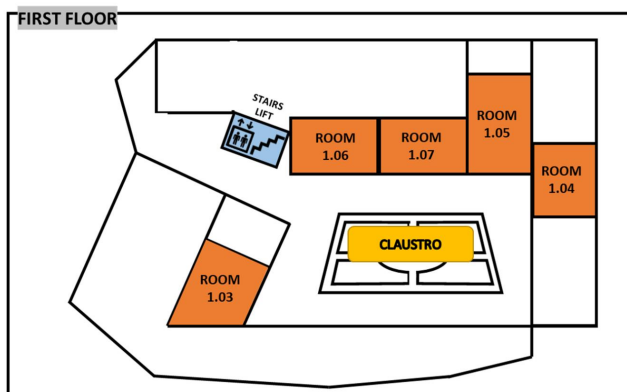 FIRST FLOOR
STAIRS
LIFT
ROOM
1.06
ROOM
1.07
ROOM
1.05
ROOM
1.04
CLAUSTRO
ROOM
1.03